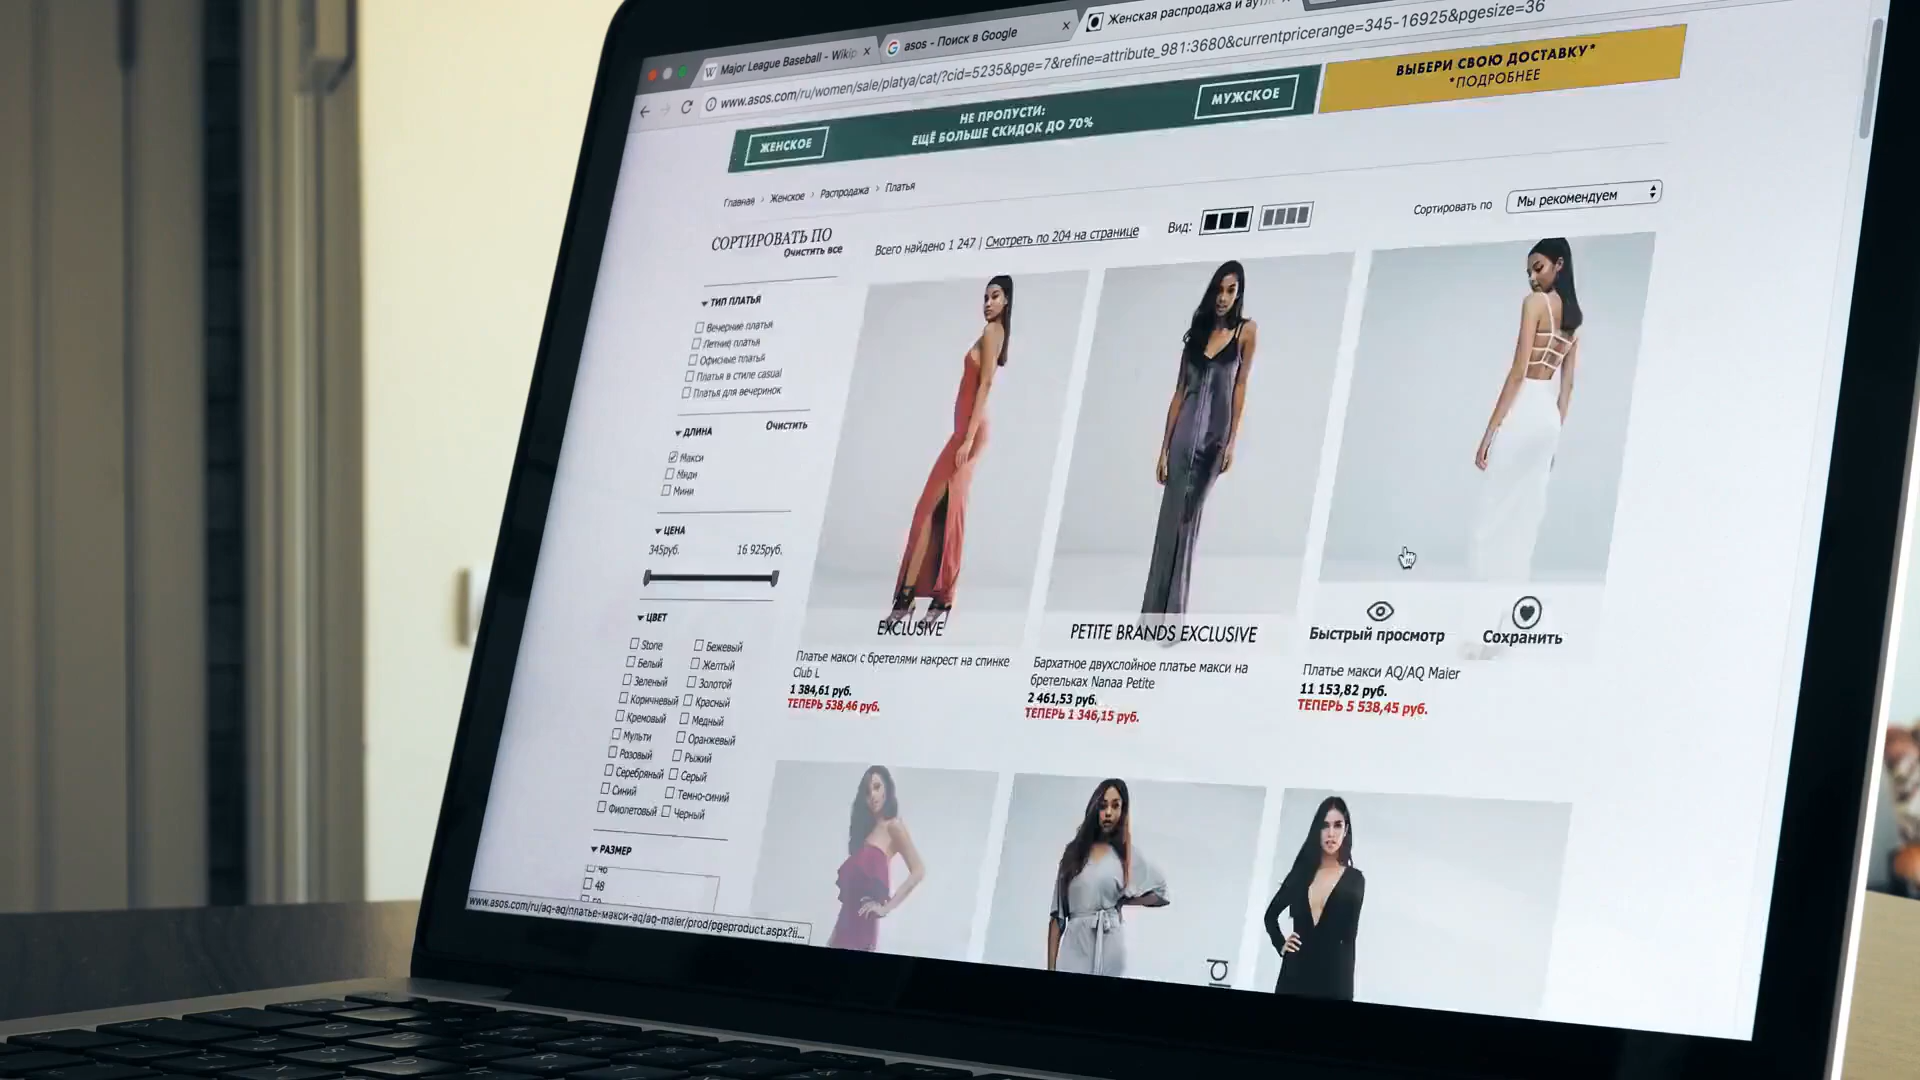 Major League Baseball - Wikip
asos - Поиск в Google
Женская распродажа и аутл
www.asos.com/ru/women/sale/platya/cat/?cid=5235&pge=7&refine=attribute_981:3680&currentpricerange=345-16925&pgesize=36
ЖЕНСКОЕ
НЕ ПРОПУСТИ:
ЕЩЁ БОЛЬШЕ СКИДОК ДО 70%
МУЖСКОЕ
ВЫБЕРИ СВОЮ ДОСТАВКУ*
*ПОДРОБНЕЕ
Главная › Женское › Распродажа › Платья
СОРТИРОВАТЬ ПО
Очистить все
Всего найдено 1 247 | Смотреть по 204 на странице
Вид:
Сортировать по
Мы рекомендуем
ТИП ПЛАТЬЯ
Вечерние платья
Летние платья
Офисные платья
Платья в стиле casual
Платья для вечеринок
ДЛИНА
Очистить
Макси
Миди
Мини
ЦЕНА
345руб.
16 925руб.
ЦВЕТ
Stone
Бежевый
Белый
Желтый
Зеленый
Золотой
Коричневый
Красный
Кремовый
Медный
Мульти
Оранжевый
Розовый
Рыжий
Серебряный
Серый
Синий
Темно-синий
Фиолетовый
Черный
РАЗМЕР
46
48
50
EXCLUSIVE
Платье макси с бретелями накрест на спинке
Club L
1 384,61 руб.
ТЕПЕРЬ 538,46 руб.
PETITE BRANDS EXCLUSIVE
Бархатное двухслойное платье макси на
бретельках Nanaa Petite
2 461,53 руб.
ТЕПЕРЬ 1 346,15 руб.
Быстрый просмотр
Сохранить
Платье макси AQ/AQ Maier
11 153,82 руб.
ТЕПЕРЬ 5 538,45 руб.
www.asos.com/ru/aq-aq/платье-макси-aq/aq-maier/prod/pgeproduct.aspx?ii...